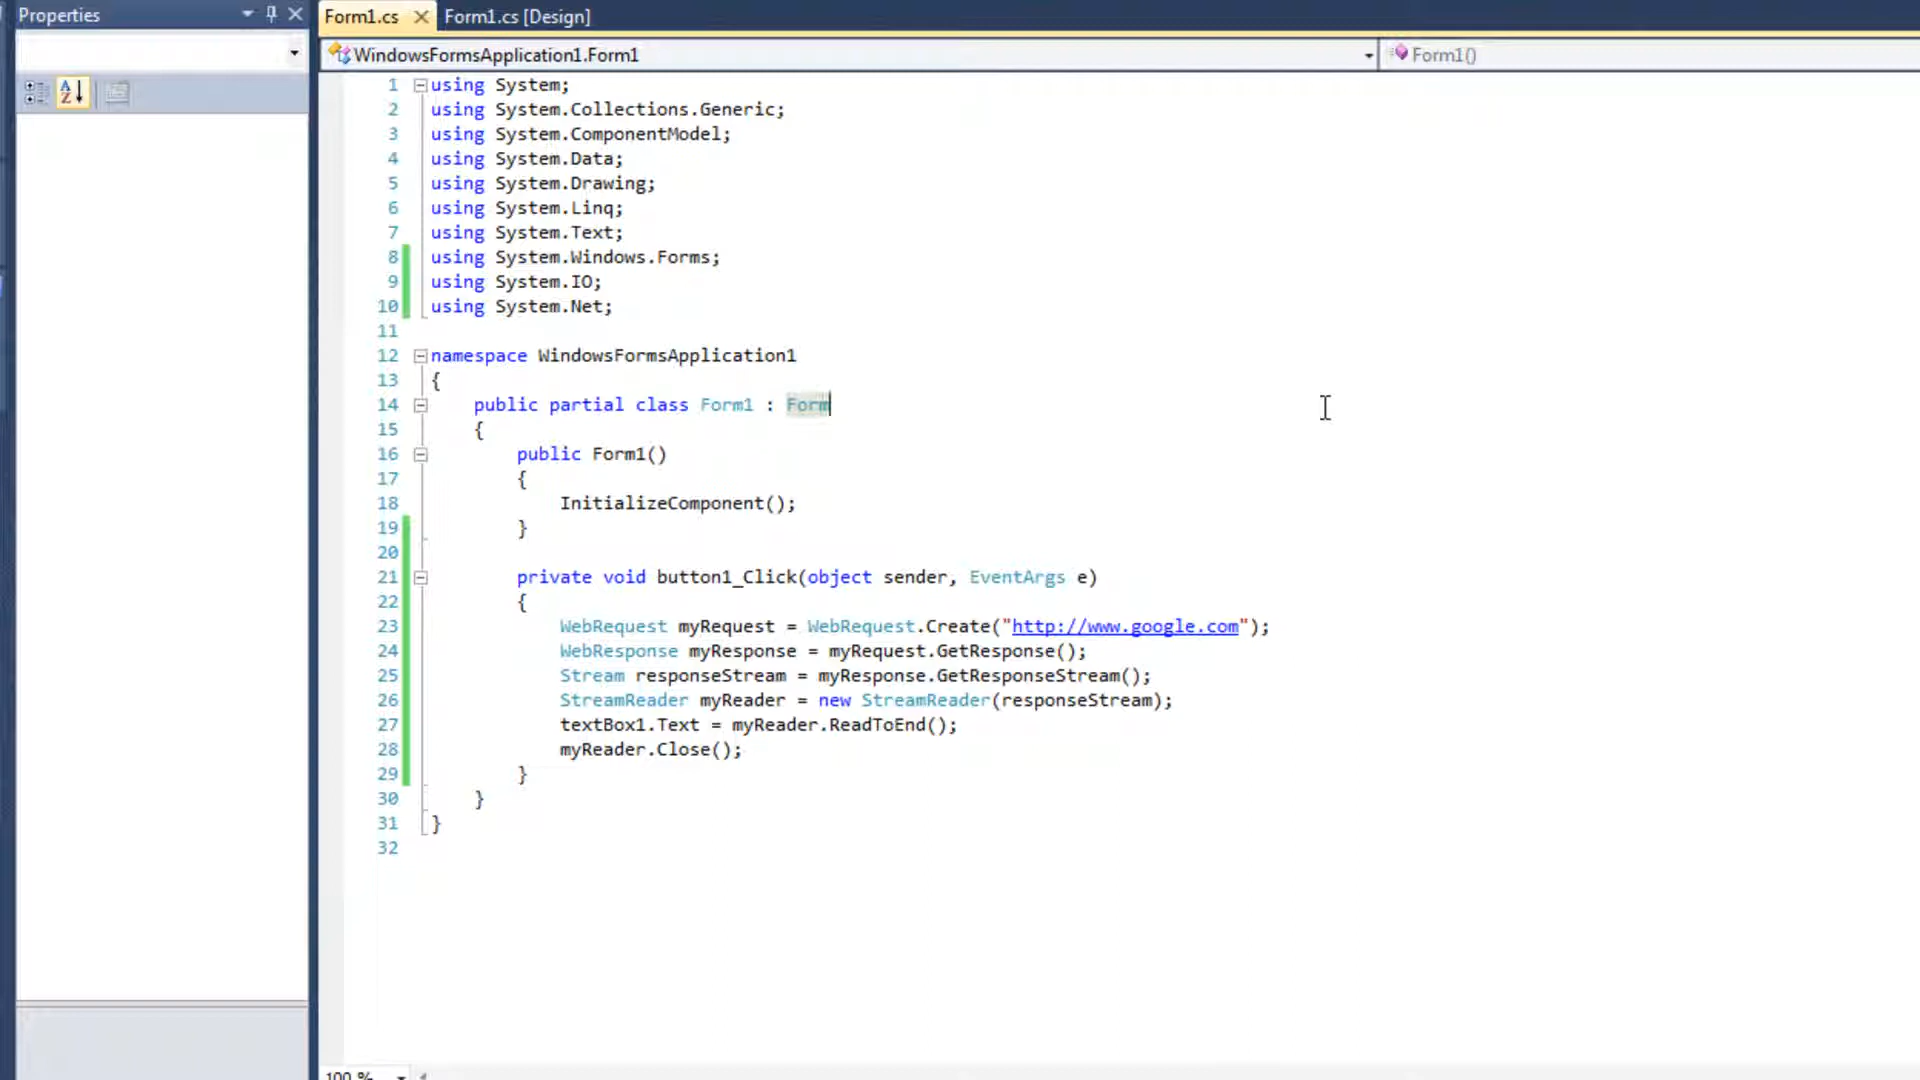 Properties
Form1.cs
Form1.cs [Design]
WindowsFormsApplication1.Form1
Form1()
1 using System;
2 using System.Collections.Generic;
3 using System.ComponentModel;
4 using System.Data;
5 using System.Drawing;
6 using System.Linq;
7 using System.Text;
8 using System.Windows.Forms;
9 using System.IO;
10 using System.Net;
11
12 namespace WindowsFormsApplication1
13 {
14 public partial class Form1 : Form
15 {
16 public Form1()
17 {
18 InitializeComponent();
19 }
20
21 private void button1_Click(object sender, EventArgs e)
22 {
23 WebRequest myRequest = WebRequest.Create("http://www.google.com");
24 WebResponse myResponse = myRequest.GetResponse();
25 Stream responseStream = myResponse.GetResponseStream();
26 StreamReader myReader = new StreamReader(responseStream);
27 textBox1.Text = myReader.ReadToEnd();
28 myReader.Close();
29 }
30 }
31 }
32
100 %